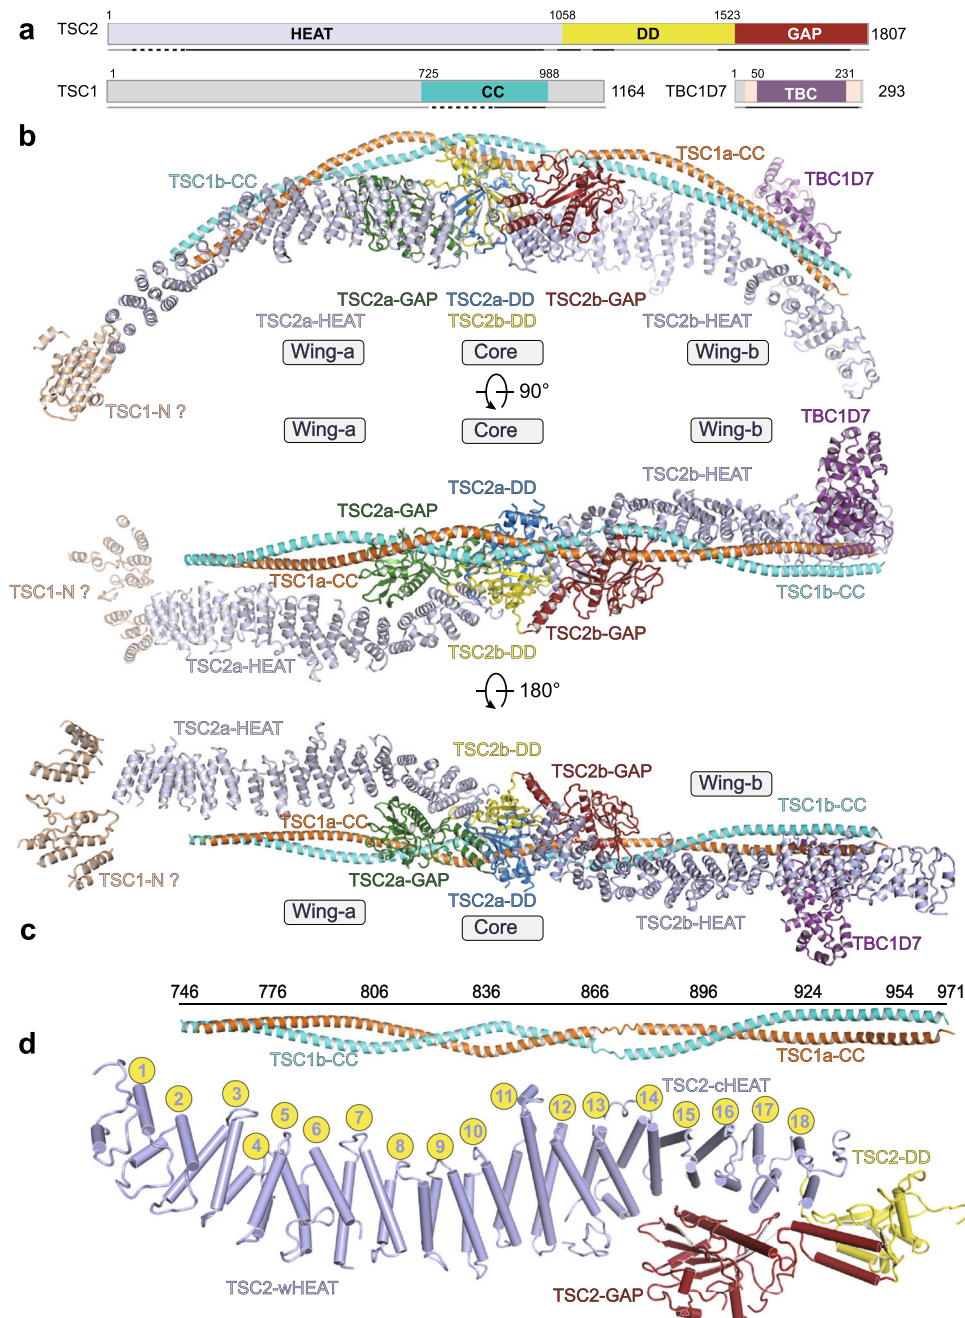 a
1 1058 1523
TSC2 HEAT DD GAP 1807
1 725 988 1 50 231
TSC1 CC 1164 TBC1D7 TBC 293
b
TSC1a-CC
TSC1b-CC TBC1D7
TSC2a-GAP TSC2a-DD TSC2b-GAP
TSC2a-HEAT TSC2b-DD TSC2b-HEAT
Wing-a Core Wing-b
90°
TSC1-N ?
Wing-a Core Wing-b
TBC1D7
TSC2b-HEAT
TSC2a-DD
TSC2a-GAP
TSC1a-CC
TSC1-N ? TSC1b-CC
TSC2b-GAP
TSC2b-DD
TSC2a-HEAT
180°
TSC2a-HEAT
TSC2b-DD
TSC2b-GAP
Wing-b
TSC1b-CC
TSC1a-CC
TSC1-N ? TSC2a-GAP
TSC2a-DD
Wing-a Core TSC2b-HEAT
TBC1D7
c
746 776 806 836 866 896 924 954 971
TSC1b-CC TSC1a-CC
d
1 2 3 4 5 6 7 8 9 10 11 12 13 14 15 16 17 18
TSC2-cHEAT
TSC2-DD
TSC2-wHEAT
TSC2-GAP